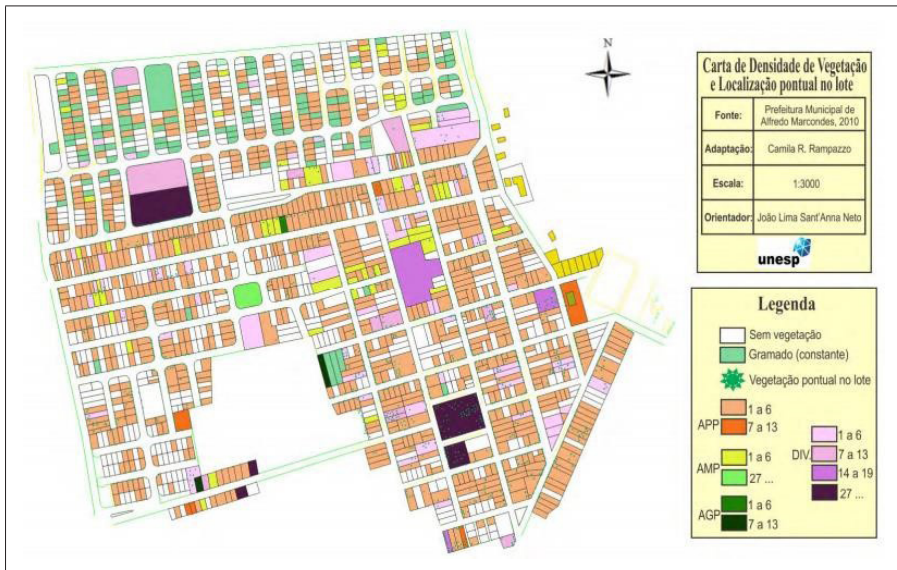 N
Carta de Densidade de Vegetação
e Localização pontual no lote
Fonte:
Prefeitura Municipal de
Alfredo Marcondes, 2010
Adaptação:
Camila R. Rampazzo
Escala:
1:3000
Orientador:
João Lima Sant'Anna Neto
unesp
Legenda
Sem vegetação
Gramado (constante)
Vegetação pontual no lote
APP
1 a 6
7 a 13
AMP
1 a 6
27 ...
AGP
1 a 6
7 a 13
DIV.
1 a 6
7 a 13
14 a 19
27 ...